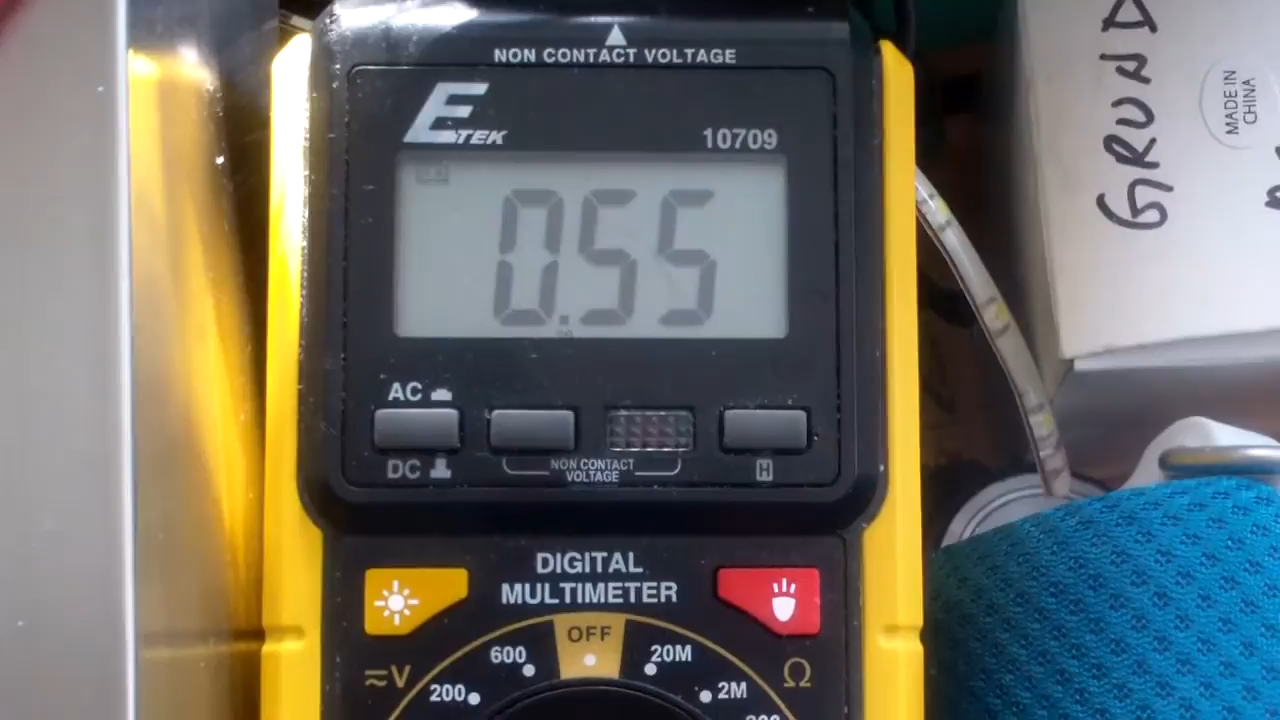 NON CONTACT VOLTAGE
ETEK
10709
0.55
AC
DC
NON CONTACT
VOLTAGE
H
DIGITAL
MULTIMETER
OFF
600
20M
V
Ω
200
2M
GRUND
MADE IN
CHINA